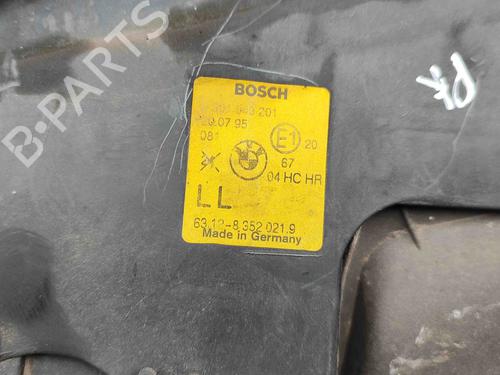 B-PARTS
BOSCH
201
20.07.95
081
E1 20
67
04 HC HR
LL
63.12-8 352 021.9
Made in Germany